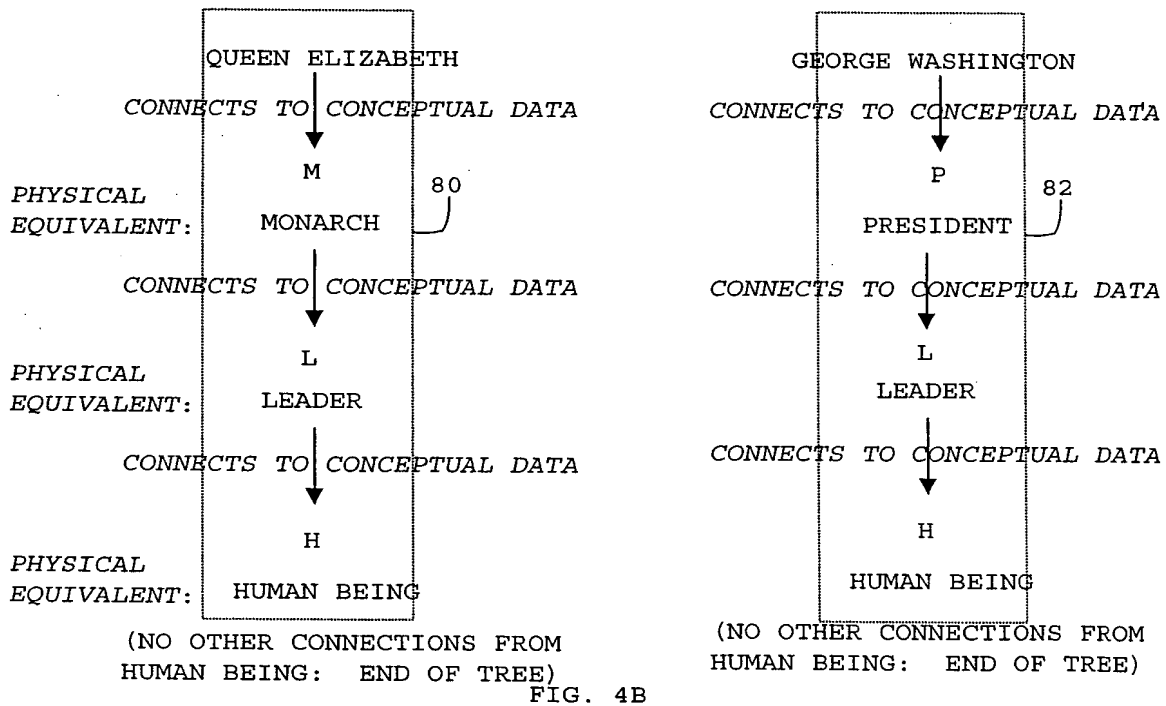 QUEEN ELIZABETH
CONNECTS TO CONCEPTUAL DATA
M
PHYSICAL
EQUIVALENT:
MONARCH
80
CONNECTS TO CONCEPTUAL DATA
L
PHYSICAL
EQUIVALENT:
LEADER
CONNECTS TO CONCEPTUAL DATA
H
PHYSICAL
EQUIVALENT:
HUMAN BEING
(NO OTHER CONNECTIONS FROM
HUMAN BEING: END OF TREE)
GEORGE WASHINGTON
CONNECTS TO CONCEPTUAL DATA
P
PRESIDENT
82
CONNECTS TO CONCEPTUAL DATA
L
LEADER
CONNECTS TO CONCEPTUAL DATA
H
HUMAN BEING
(NO OTHER CONNECTIONS FROM
HUMAN BEING: END OF TREE)
FIG. 4B